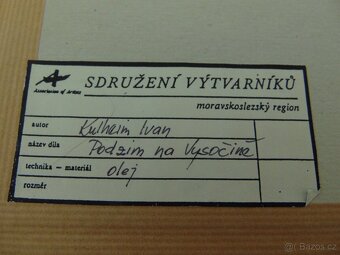 SDRUŽENÍ VÝTVARNÍKŮ
Association of Artists
moravskoslezský region
autor Kulheim Ivan
název díla Podzim na Vysočině
technika – materiál olej
rozměr
Bazoš.cz